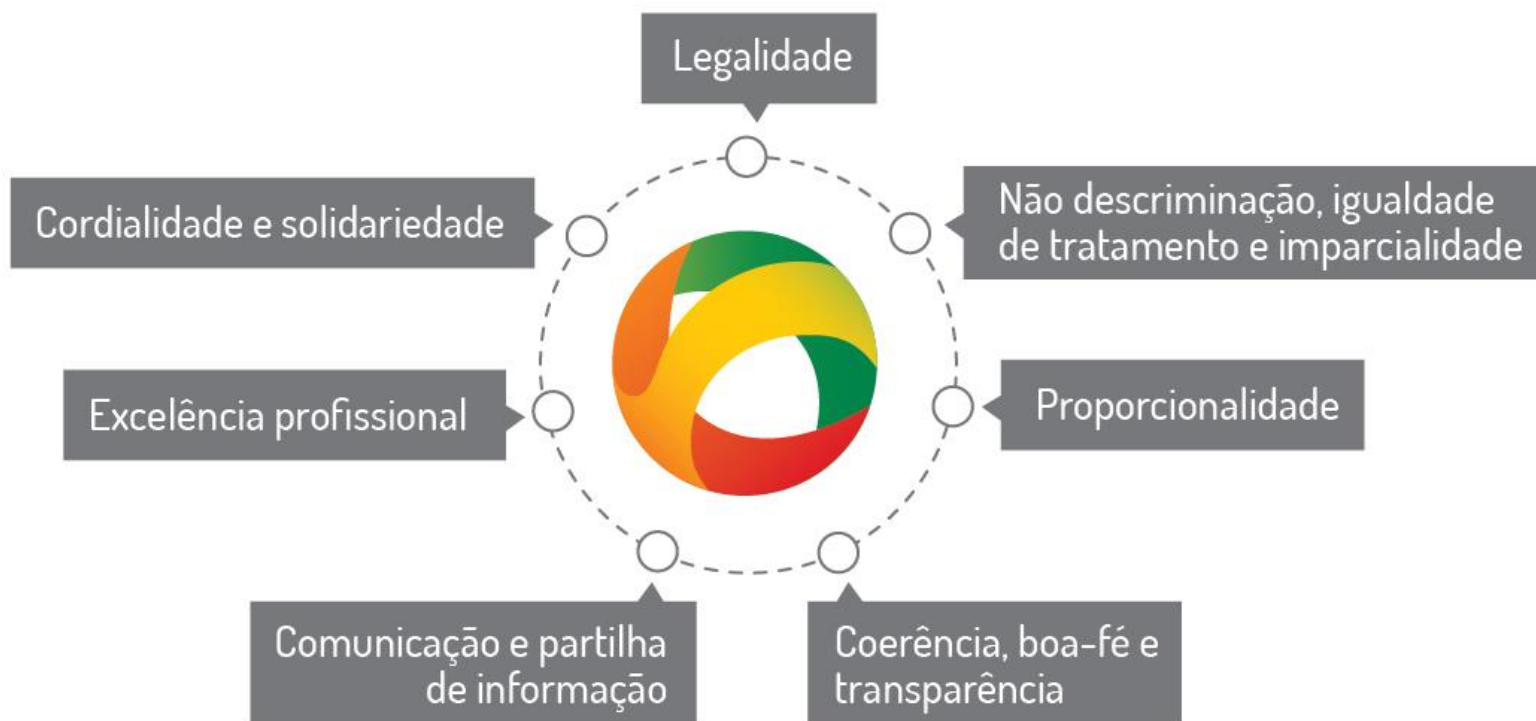 Legalidade
Cordialidade e solidariedade
Não descriminação, igualdade
de tratamento e imparcialidade
Excelência profissional
Proporcionalidade
Comunicação e partilha
de informação
Coerência, boa-fé e
transparência